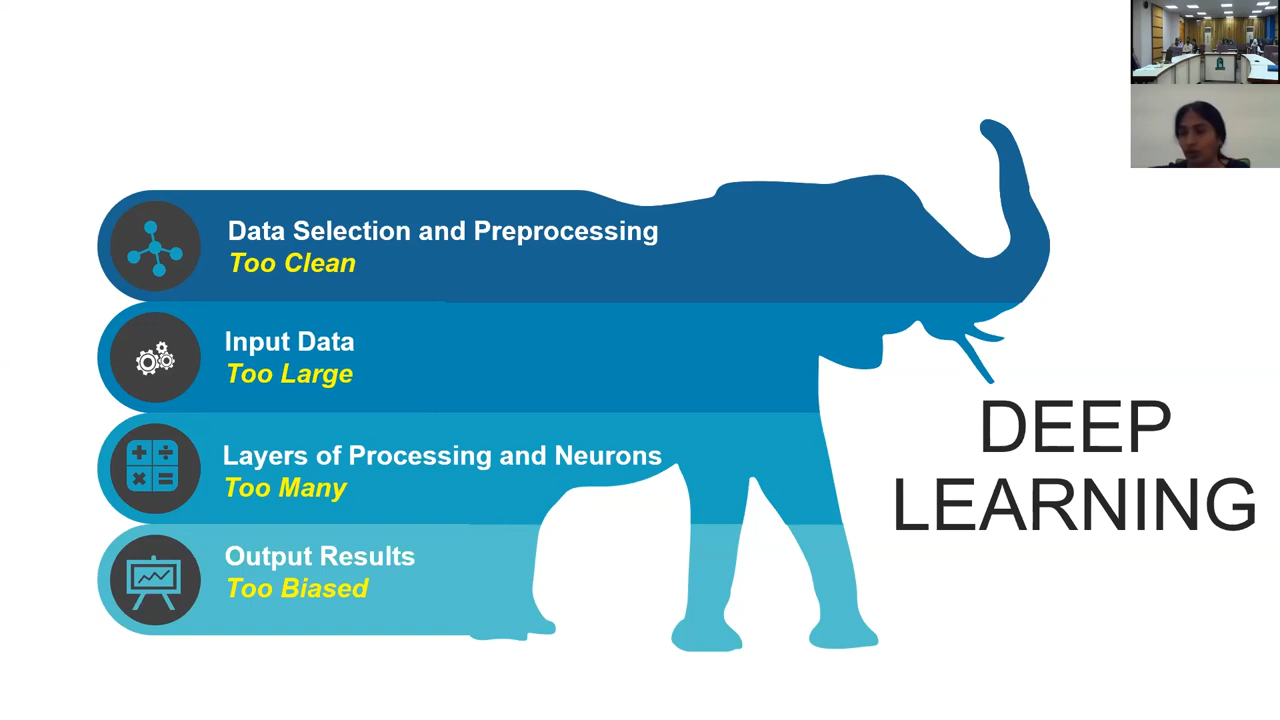 Data Selection and Preprocessing
Too Clean
Input Data
Too Large
Layers of Processing and Neurons
Too Many
Output Results
Too Biased
DEEP
LEARNING